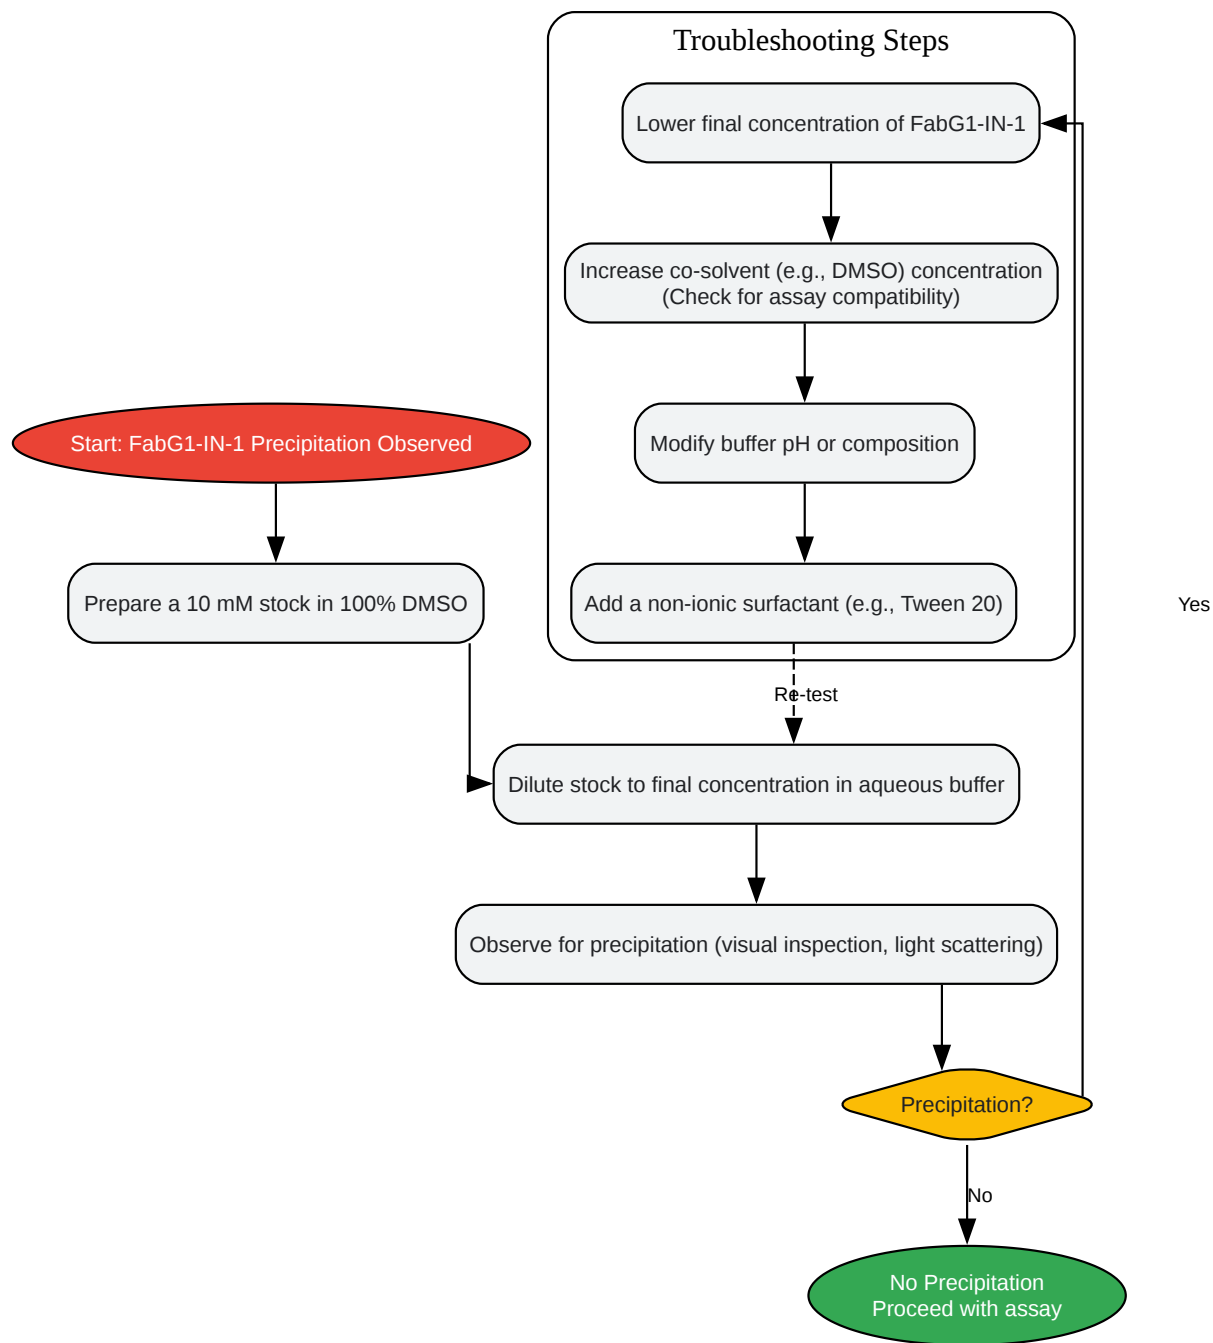 Troubleshooting Steps
Lower final concentration of FabG1-IN-1
Increase co-solvent (e.g., DMSO) concentration
(Check for assay compatibility)
Modify buffer pH or composition
Start: FabG1-IN-1 Precipitation Observed
Prepare a 10 mM stock in 100% DMSO
Add a non-ionic surfactant (e.g., Tween 20)
Yes
Re-test
Dilute stock to final concentration in aqueous buffer
Observe for precipitation (visual inspection, light scattering)
Precipitation?
No
No Precipitation
Proceed with assay